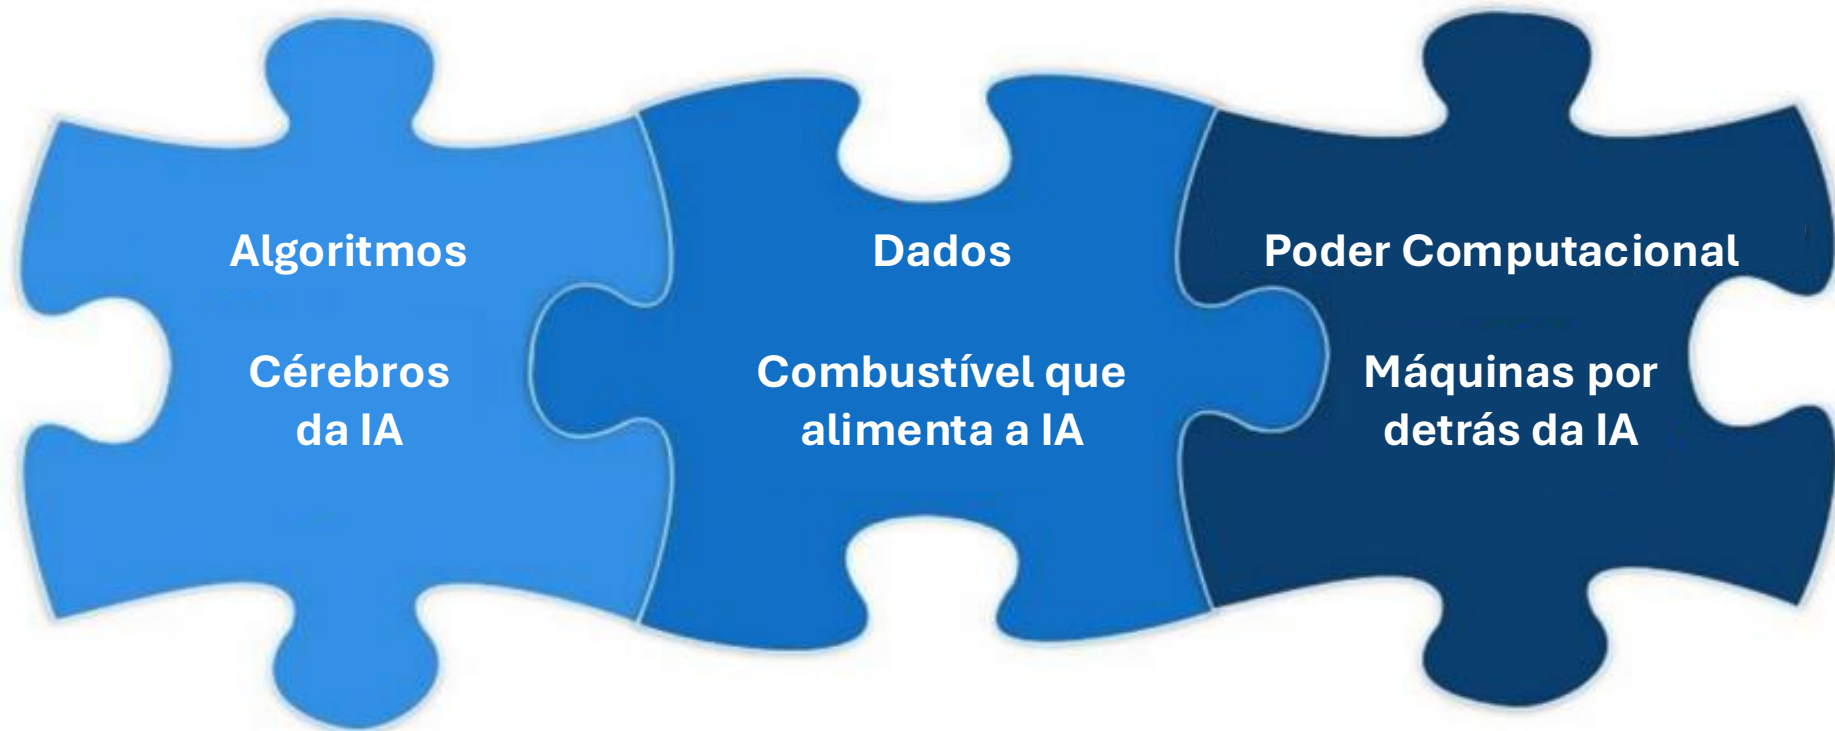 Algoritmos
Cérebros
da IA
Dados
Combustível que
alimenta a IA
Poder Computacional
Máquinas por
detrás da IA